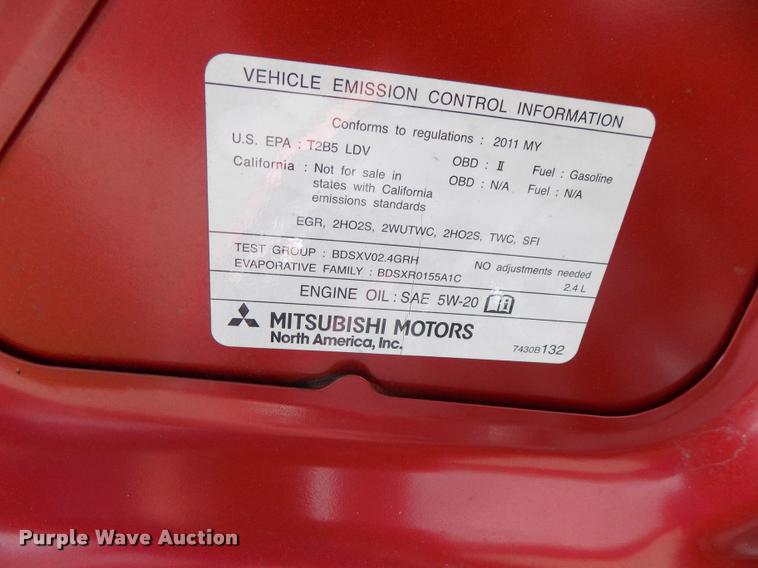 VEHICLE EMISSION CONTROL INFORMATION
Conforms to regulations : 2011 MY
U.S. EPA : T2B5 LDV OBD : II Fuel : Gasoline
California : Not for sale in states with California emissions standards OBD : N/A Fuel : N/A
EGR, 2HO2S, 2WUTWC, 2HO2S, TWC, SFI
TEST GROUP : BDSXV02.4GRH NO adjustments needed
EVAPORATIVE FAMILY : BDSXR0155A1C 2.4 L
ENGINE OIL : SAE 5W-20
MITSUBISHI MOTORS
North America, Inc. 7430B132
Purple Wave Auction